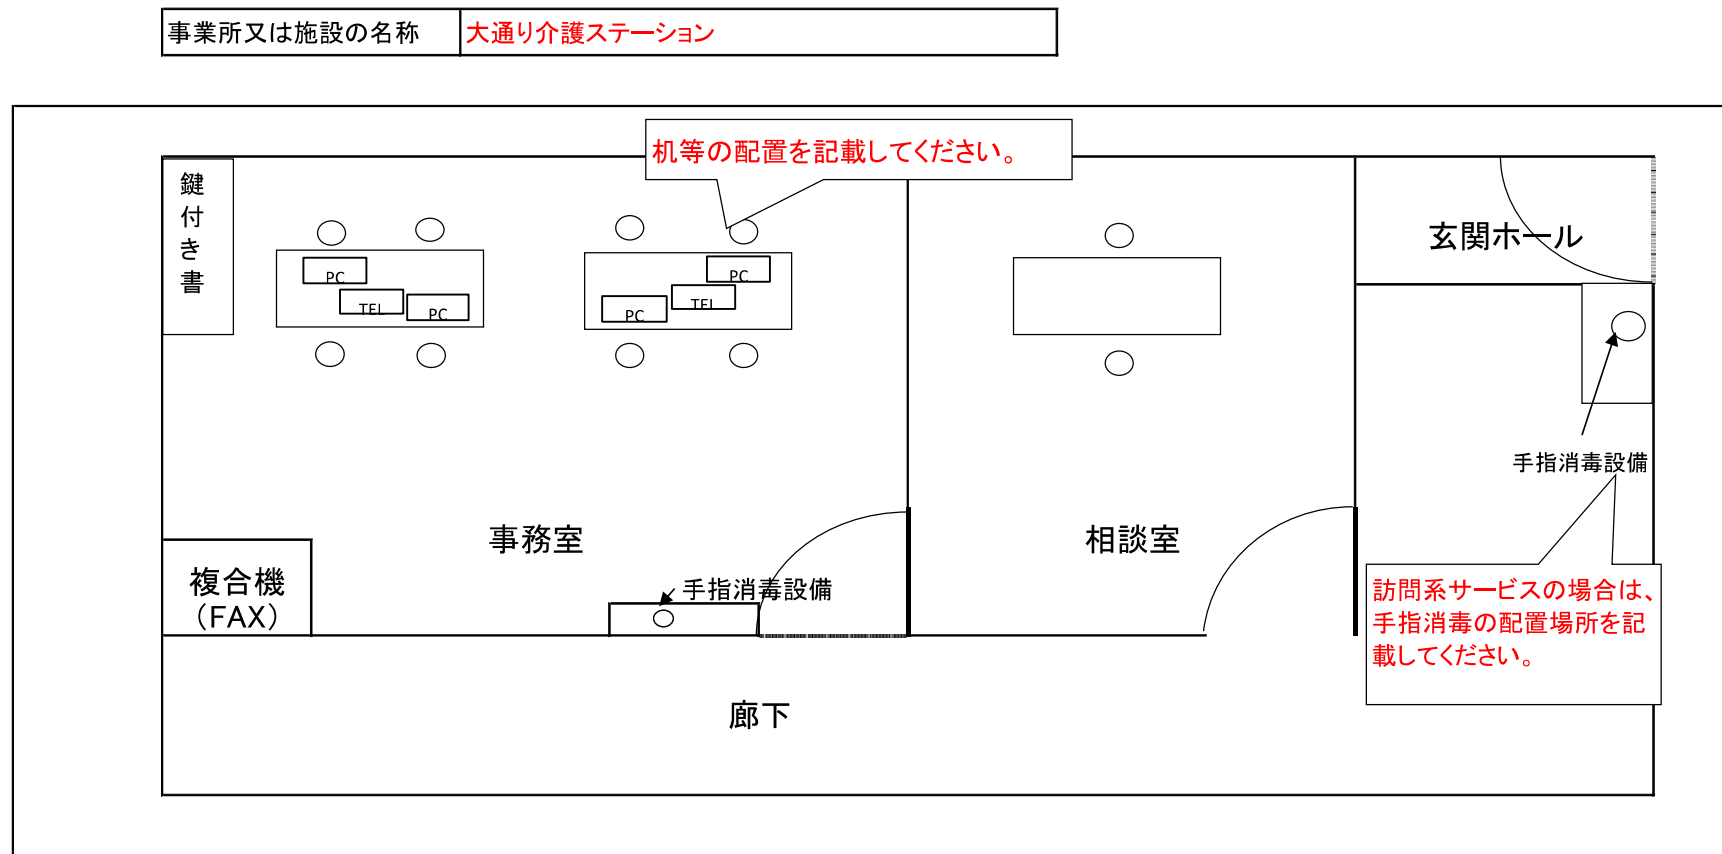 事業所又は施設の名称
大通り介護ステーション
机等の配置を記載してください。
鍵
付
き
書
玄関ホール
PC
TEL
PC
PC
TEL
PC
手指消毒設備
事務室
相談室
複合機
（FAX）
手指消毒設備
訪問系サービスの場合は、
手指消毒の配置場所を記
載してください。
廊下